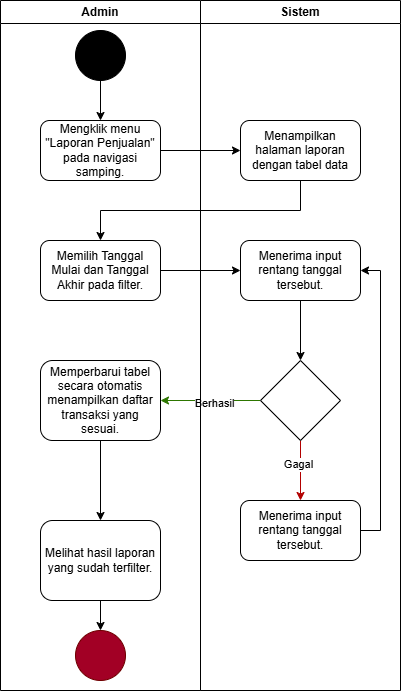 Admin
Sistem
Mengklik menu
"Laporan Penjualan"
pada navigasi
samping.
Menampilkan
halaman laporan
dengan tabel data
Memilih Tanggal
Mulai dan Tanggal
Akhir pada filter.
Menerima input
rentang tanggal
tersebut.
Memperbarui tabel
secara otomatis
menampilkan daftar
transaksi yang
sesuai.
Berhasil
Gagal
Menerima input
rentang tanggal
tersebut.
Melihat hasil laporan
yang sudah terfilter.